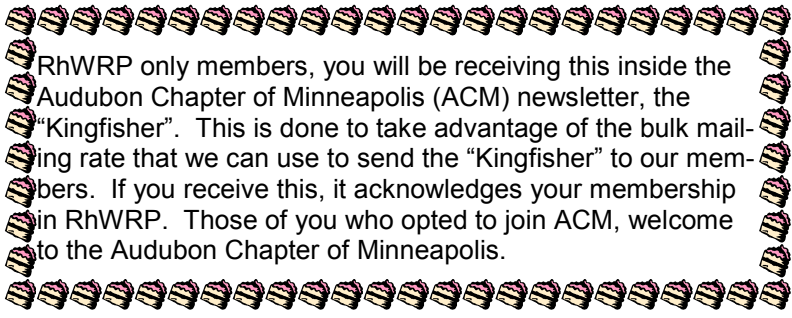 RhWRP only members, you will be receiving this inside the
Audubon Chapter of Minneapolis (ACM) newsletter, the
“Kingfisher”.  This is done to take advantage of the bulk mail-
ing rate that we can use to send the “Kingfisher” to our mem-
bers.  If you receive this, it acknowledges your membership
in RhWRP.  Those of you who opted to join ACM, welcome
to the Audubon Chapter of Minneapolis.